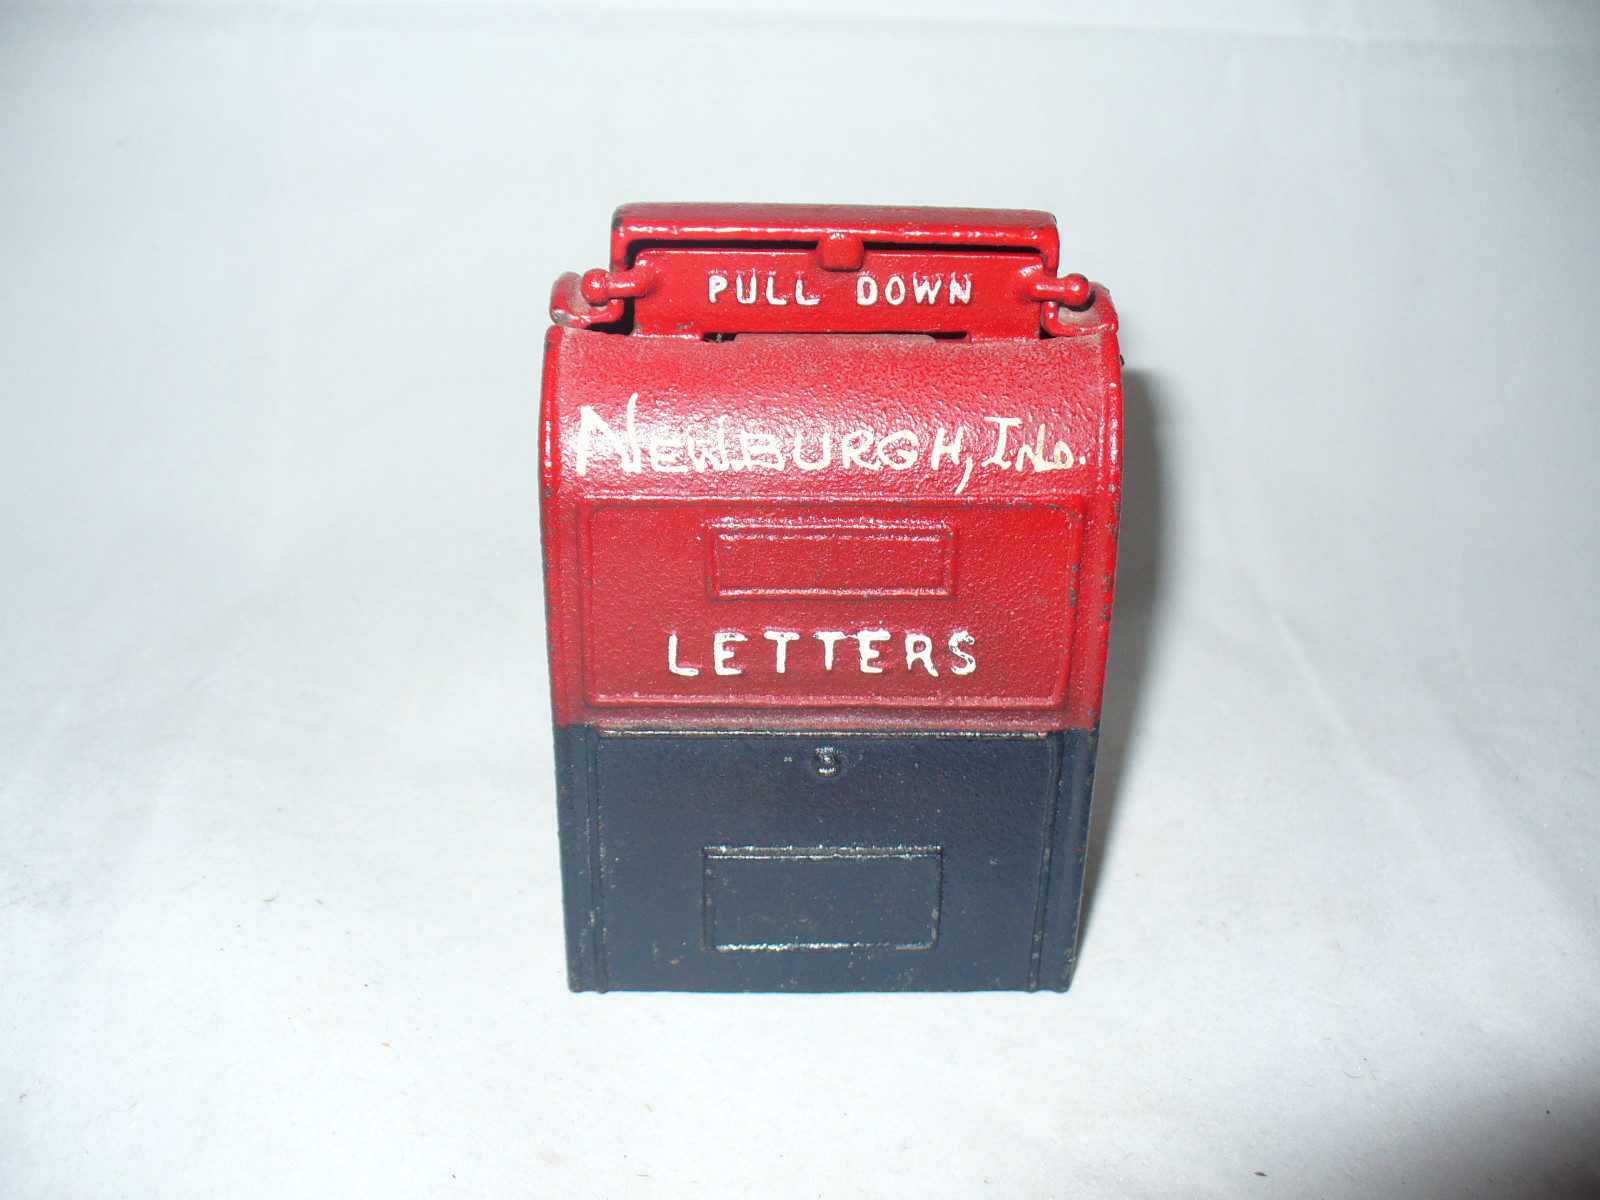 PULL DOWN
NEWBURGH, IND.
LETTERS